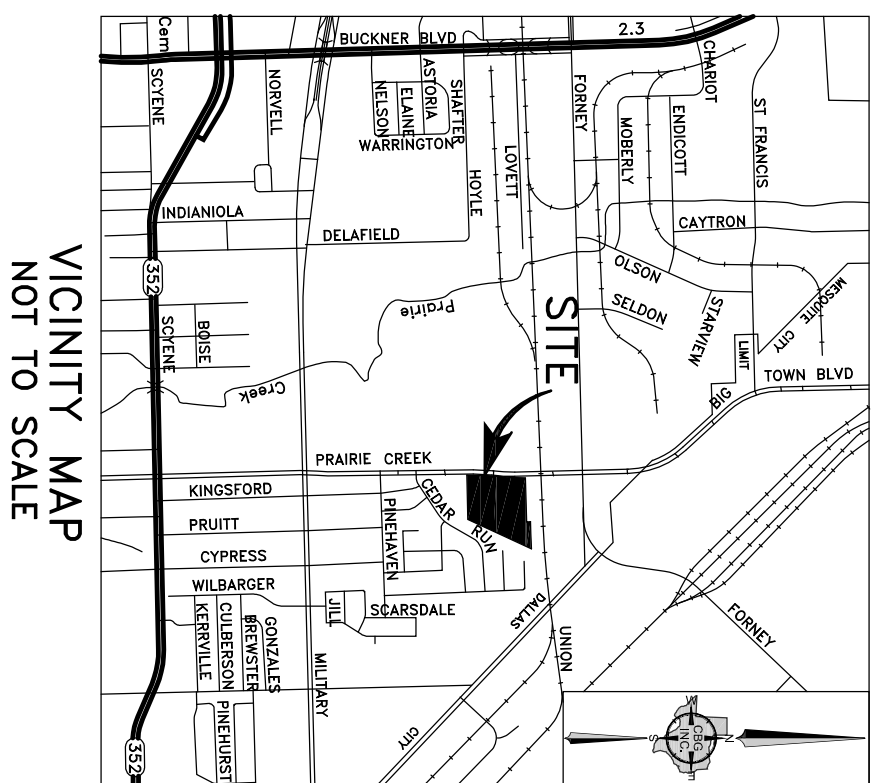 VICINITY MAP
NOT TO SCALE
Cem
BUCKNER BLVD
2.3
SCYENE
NORVELL
NELSON
ELAINE
ASTORIA
SHAFTER
WARRINGTON
HOYLE
LOVETT
FORNEY
MOBERLY
ENDICOTT
CHARIOT
ST FRANCIS
INDIANIOLA
DELAFIELD
CAYTRON
352
OLSON
SELDON
STARVIEW
MESQUITE
CITY
LIMIT
SCYENE
BOISE
Prairie
Creek
SITE
BIG
TOWN BLVD
PRAIRIE CREEK
KINGSFORD
PRUITT
CYPRESS
WILBARGER
PINEHAVEN
CEDAR
RUN
KERRVILLE
CULBERSON
BREWSTER
GONZALES
JILL
SCARSDALE
DALLAS
CITY
UNION
FORNEY
MILITARY
PINEHURST
352
W
S
N
E
CBG
INC.